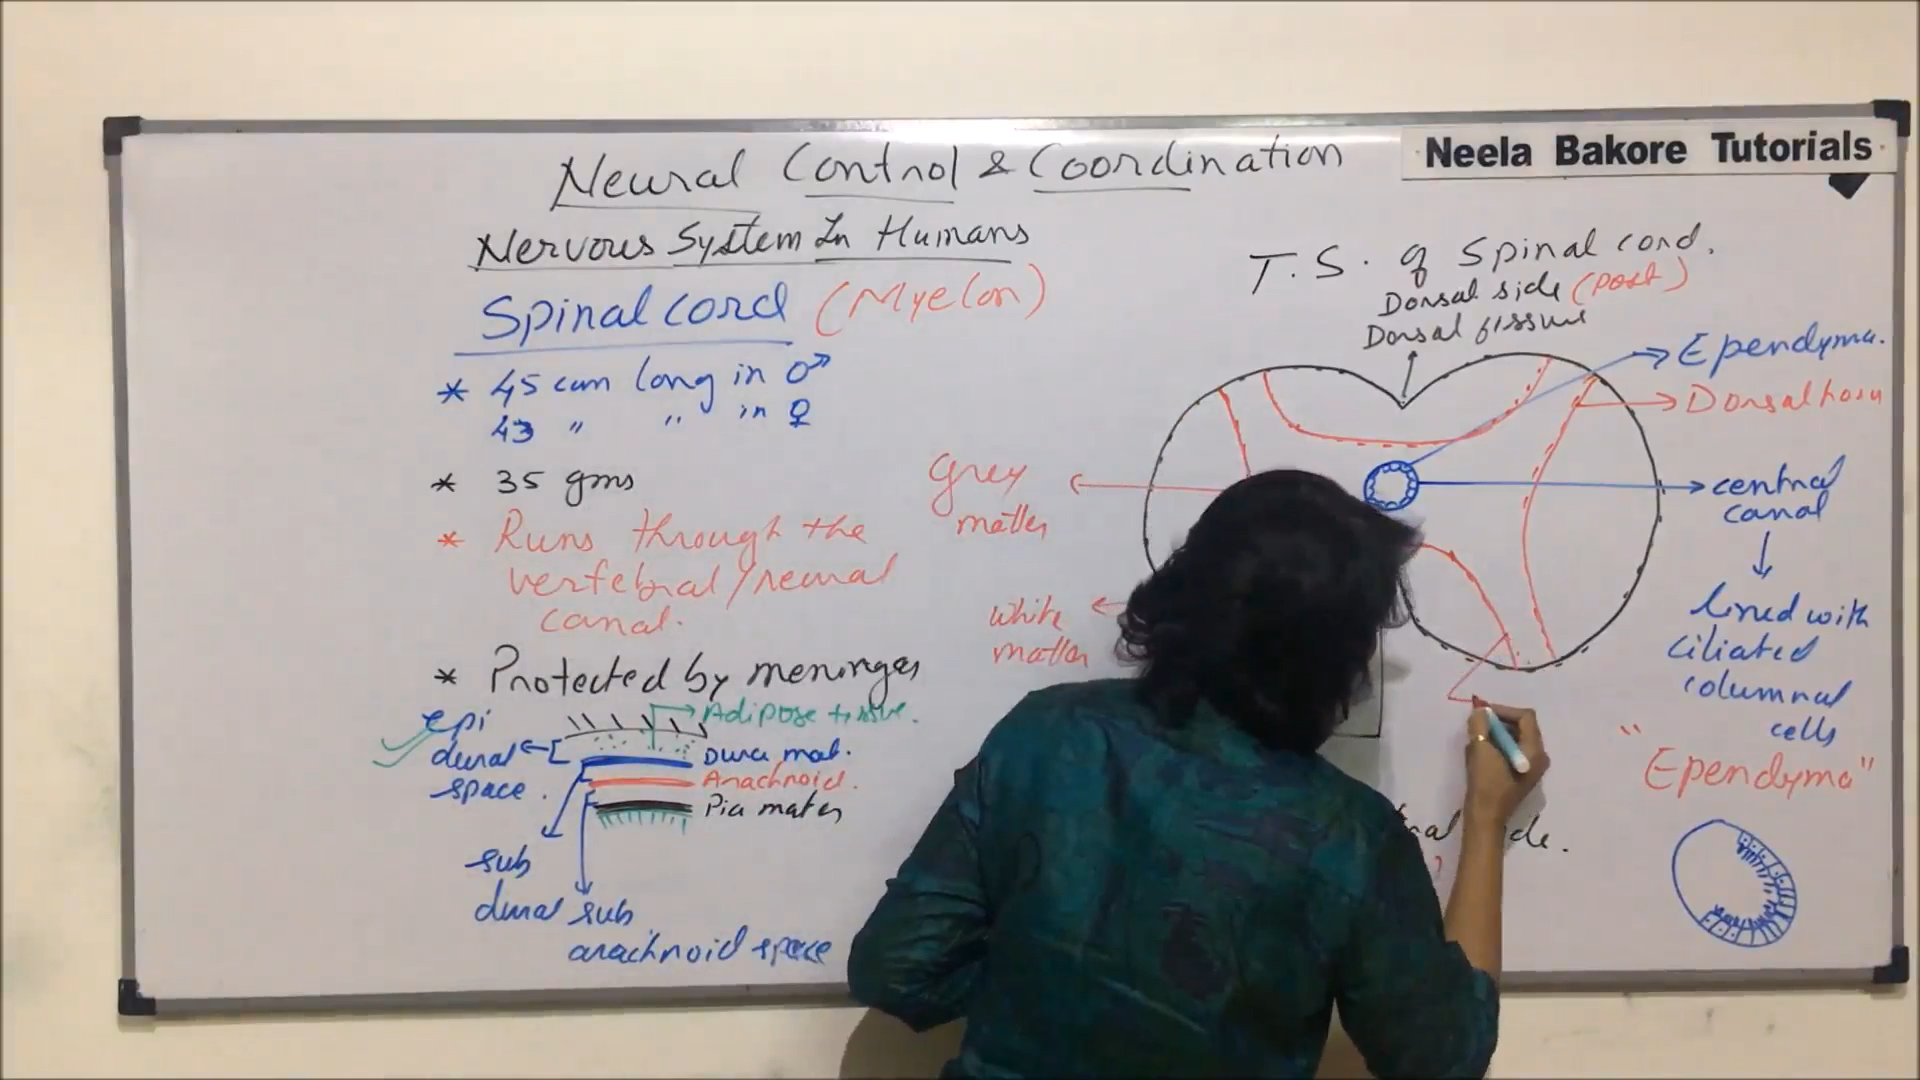 Neela Bakore Tutorials
Neural Control & Coordination
Nervous System In Humans
Spinal cord (Myelon)
* 45 cm long in ♂
43 " " in ♀
* 35 gms
* Runs through the
vertebral/neural
canal.
* Protected by meninges
Adipose tissue.
epi
dural
space.
Dura mat.
Arachnoid.
Pia mater
sub
dural
sub
arachnoid space
T.S. of Spinal cord.
Dorsal side (post)
Dorsal fissure
Ependyma.
Dorsal horn
Grey
matter
central
canal
White
matter
lined with
ciliated
columnal
cells
"Ependyma"